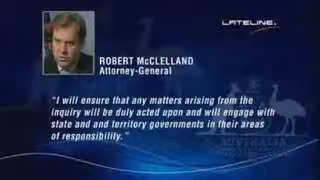 LATELINE
ROBERT McCLELLAND
Attorney-General
“I will ensure that any matters arising from the
inquiry will be duly acted upon and will engage with
state and and territory governments in their areas
of responsibility.”
AUSTRALIA